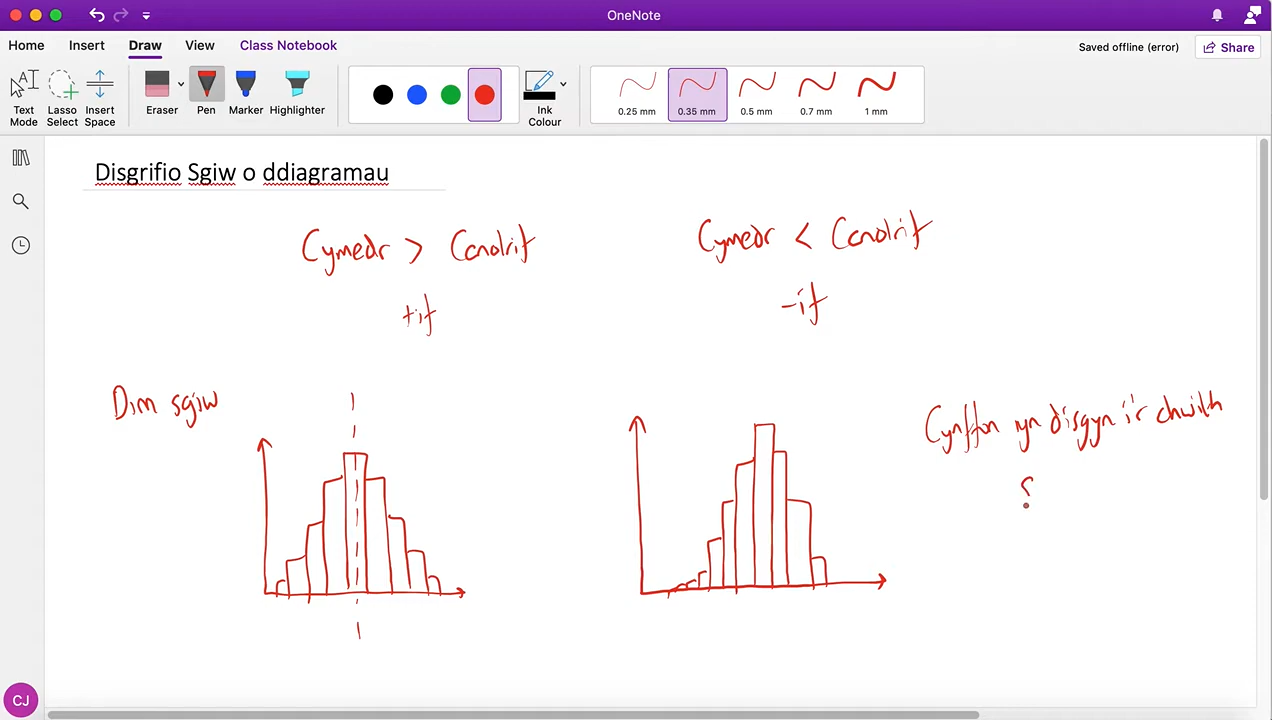 OneNote
Home Insert Draw View Class Notebook
Saved offline (error) Share
Text Mode
Lasso Select
Insert Space
Eraser
Pen
Marker
Highlighter
Ink Colour
0.25 mm 0.35 mm 0.5 mm 0.7 mm 1 mm
Disgrifio Sgiw o ddiagramau
Cymedr > Canolrif
+if
Cymedr < Canolrif
-if
Dim sgiw
Cynffon yn disgyn i'r chwith
CJ